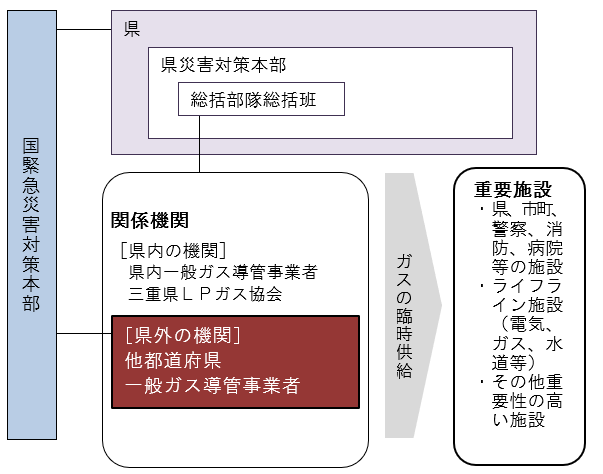 国緊急災害対策本部
県
県災害対策本部
総括部隊総括班
関係機関
［県内の機関］
県内一般ガス導管事業者
三重県ＬＰガス協会
［県外の機関］
他都道府県
一般ガス導管事業者
ガスの臨時供給
重要施設
・県、市町、
警察、消
防、病院
等の施設
・ライフラ
イン施設
（電気、
ガス、水
道等）
・その他重
要性の高
い施設